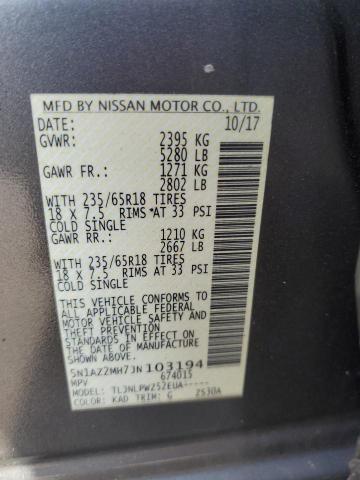 MFD BY NISSAN MOTOR CO., LTD.
DATE: 10/17
GVWR: 2395 KG
5280 LB
GAWR FR.: 1271 KG
2802 LB
WITH 235/65R18 TIRES
18 X 7.5 RIMS AT 33 PSI
COLD SINGLE
GAWR RR.: 1210 KG
2667 LB
WITH 235/65R18 TIRES
18 X 7.5 RIMS AT 33 PSI
COLD SINGLE
THIS VEHICLE CONFORMS TO
ALL APPLICABLE FEDERAL
MOTOR VEHICLE SAFETY
STANDARDS IN EFFECT ON THE
DATE OF MANUFACTURE
SHOWN ABOVE.
5N1AZ2MH7JN103194
MPV 674015
MODEL: TLJNLPWZ52EUA-----
COLOR: KAD TRIM: G 2530A